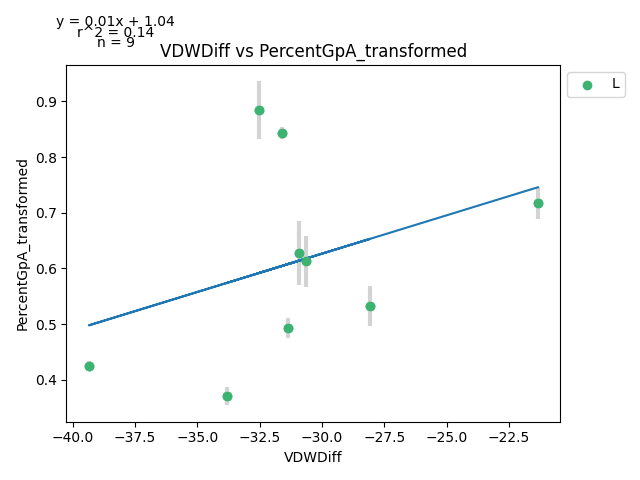 y = 0.01x + 1.04
r^2 = 0.14
n = 9
VDWDiff vs PercentGpA_transformed
L
PercentGpA_transformed
0.9
0.8
0.7
0.6
0.5
0.4
−40.0 −37.5 −35.0 −32.5 −30.0 −27.5 −25.0 −22.5
VDWDiff